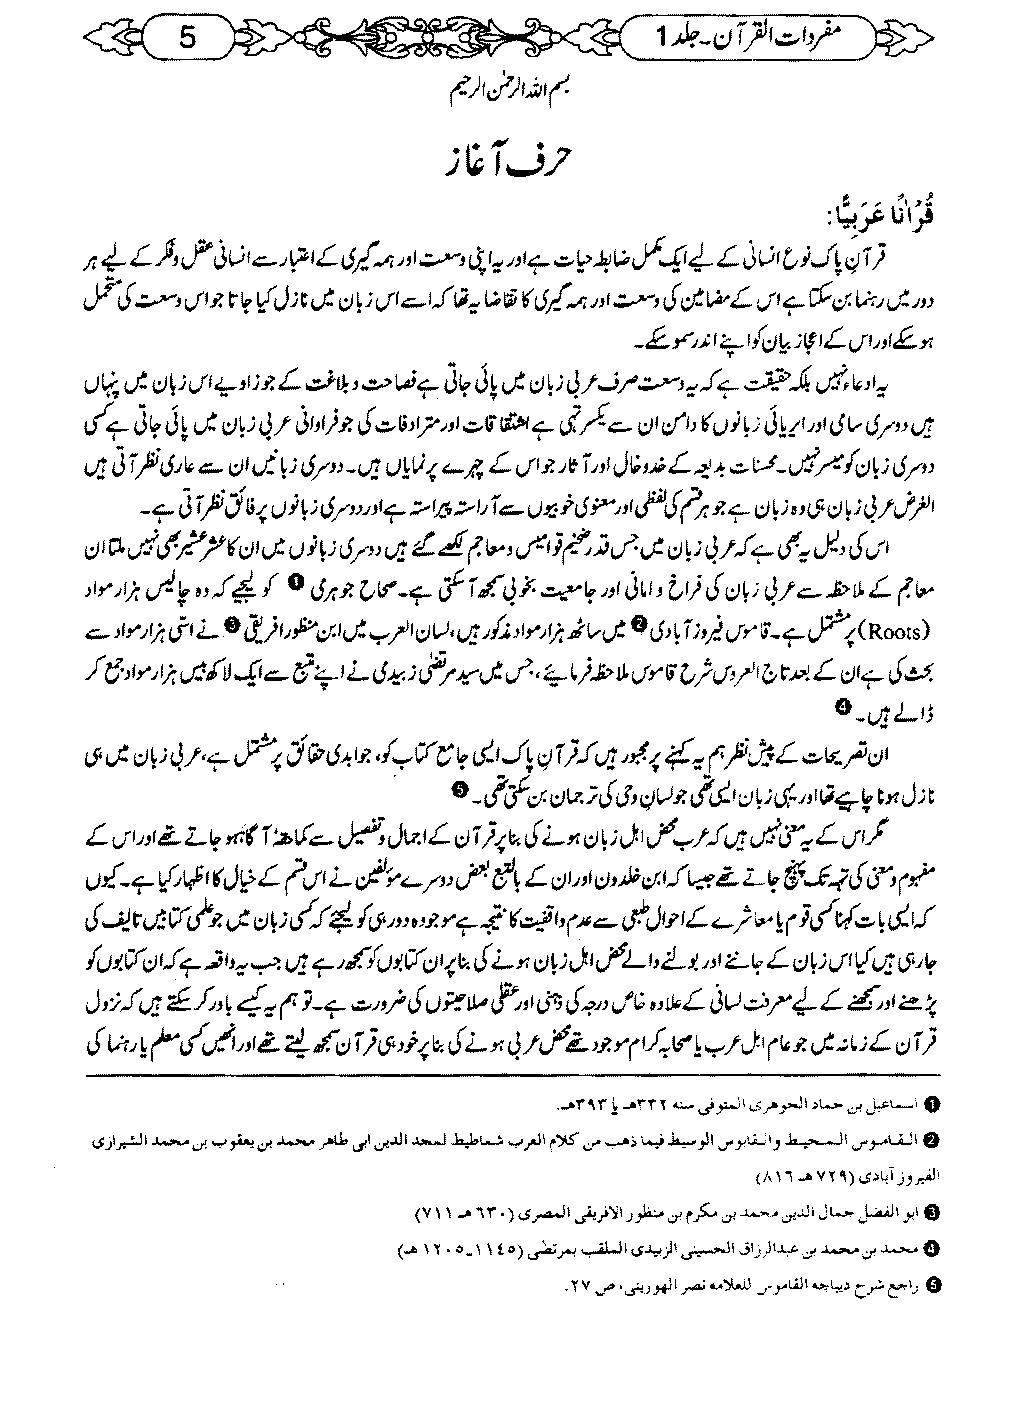 مفردات القرآن۔جلد 1
5
بسم اللہ الرحمٰن الرحیم
حرف آغاز
قُرْاٰنًا عَرَبِيًّا:
قرآنِ پاک نوع انسانی کے لیے ایک مکمل ضابطہ حیات ہے اور یہ اپنی وسعت اور ہمہ گیری کے اعتبار سے انسانی عقل و فکر کے لیے ہر
دور میں رہنما بن سکتا ہے اس کے مضامین کی وسعت اور ہمہ گیری کا تقاضا یہ تھا کہ اسے اس زبان میں نازل کیا جاتا جو اس وسعت کی متحمل
ہو سکے اور اس کے اعجاز بیان کو اپنے اندر سمو سکے۔
یہ ادعاء نہیں بلکہ حقیقت ہے کہ یہ وسعت صرف عربی زبان میں پائی جاتی ہے فصاحت و بلاغت کے جو زاویے اس زبان میں پنہاں
ہیں دوسری سامی اور ایریائی زبانوں کا دامن ان سے یکسر تہی ہے اشتقاقات اور مترادفات کی جو فراوانی عربی زبان میں پائی جاتی ہے کسی
دوسری زبان کو میسر نہیں۔ محسنات بدیعہ کے خدوخال اور آثار جو اس کے چہرے پر نمایاں ہیں۔ دوسری زبانیں ان سے عاری نظر آتی ہیں
الغرض عربی زبان ہی وہ زبان ہے جو ہر قسم کی لفظی اور معنوی خوبیوں سے آراستہ پیراستہ ہے اور دوسری زبانوں پر فائق نظر آتی ہے۔
اس کی دلیل یہ بھی ہے کہ عربی زبان میں جس قدر ضخیم قوامیس و معاجم لکھے گئے ہیں دوسری زبانوں میں ان کا عشر عشیر بھی نہیں ملتا ان
معاجم کے ملاحظہ سے عربی زبان کی فراخ دامانی اور جامعیت بخوبی سمجھ آسکتی ہے۔ صحاح جوہری ❶ کو لیجیے کہ وہ چالیس ہزار مواد
(Roots) پر مشتمل ہے۔ قاموس فیروز آبادی ❷ میں ساٹھ ہزار مواد مذکور ہیں، لسان العرب میں ابن منظور افریقی ❸ نے اسّی ہزار مواد سے
بحث کی ہے ان کے بعد تاج العروس شرح قاموس ملاحظہ فرمایئے، جس میں سید مرتضیٰ زبیدی نے اپنے تتبع سے ایک لاکھ بیس ہزار مواد جمع کر
ڈالے ہیں۔ ❹
ان تصریحات کے پیش نظر ہم یہ کہنے پر مجبور ہیں کہ قرآنِ پاک ایسی جامع کتاب کو، جو ابدی حقائق پر مشتمل ہے، عربی زبان میں ہی
نازل ہونا چاہیے تھا اور یہی زبان ایسی تھی جو لسانِ وحی کی ترجمان بن سکتی تھی۔ ❺
مگر اس کے یہ معنی نہیں ہیں کہ عرب محض اہل زبان ہونے کی بنا پر قرآن کے اجمال و تفصیل سے کماحقہٗ آگاہ ہو جاتے تھے اور اس کے
مفہوم و معنی کی تہہ تک پہنچ جاتے تھے جیسا کہ ابن خلدون اور ان کے بالتبع بعض دوسرے مؤلفین نے اس قسم کے خیال کا اظہار کیا ہے۔ کیوں
کہ ایسی بات کہنا کسی قوم یا معاشرے کے احوال طبعی سے عدم واقفیت کا نتیجہ ہے موجودہ دور ہی کو لیجیے کہ کسی زبان میں جو علمی کتابیں تالیف کی
جارہی ہیں کیا اس زبان کے جاننے اور بولنے والے محض اہل زبان ہونے کی بنا پر ان کتابوں کو سمجھ رہے ہیں جب یہ واقعہ ہے کہ ان کتابوں کو
پڑھنے اور سمجھنے کے لیے معرفت لسانی کے علاوہ خاص درجہ کی ذہنی اور عقلی صلاحیتوں کی ضرورت ہے۔ تو ہم یہ کیسے باور کر سکتے ہیں کہ نزول
قرآن کے زمانہ میں جو عام اہل عرب یا صحابہ کرام موجود تھے محض عربی ہونے کی بنا پر خود ہی قرآن سمجھ لیتے تھے اور انھیں کسی معلم یا رہنما کی
❶ اسماعیل بن حماد الجوهری المتوفی سنه ٣٣٢هـ یا ٣٩٣هـ.
❷ القاموس المحیط والقابوس الوسیط فیما ذهب من کلام العرب شماطیط لمجد الدین ابی طاهر محمد بن یعقوب بن محمد الشیرازی
الفیروز آبادی (٧٢٩ هـ ٨١٦)
❸ ابو الفضل جمال الدین محمد بن مکرم بن منظور الافریقی المصری (٦٣٠هـ ٧١١)
❹ محمد بن محمد بن عبدالرزاق الحسینی الزبیدی الملقب بمرتضٰی (١١٤٥۔١٢٠٥ هـ)
❺ راجع شرح دیباجه القاموس للعلامه نصر الهورینی، ص ٢٧.